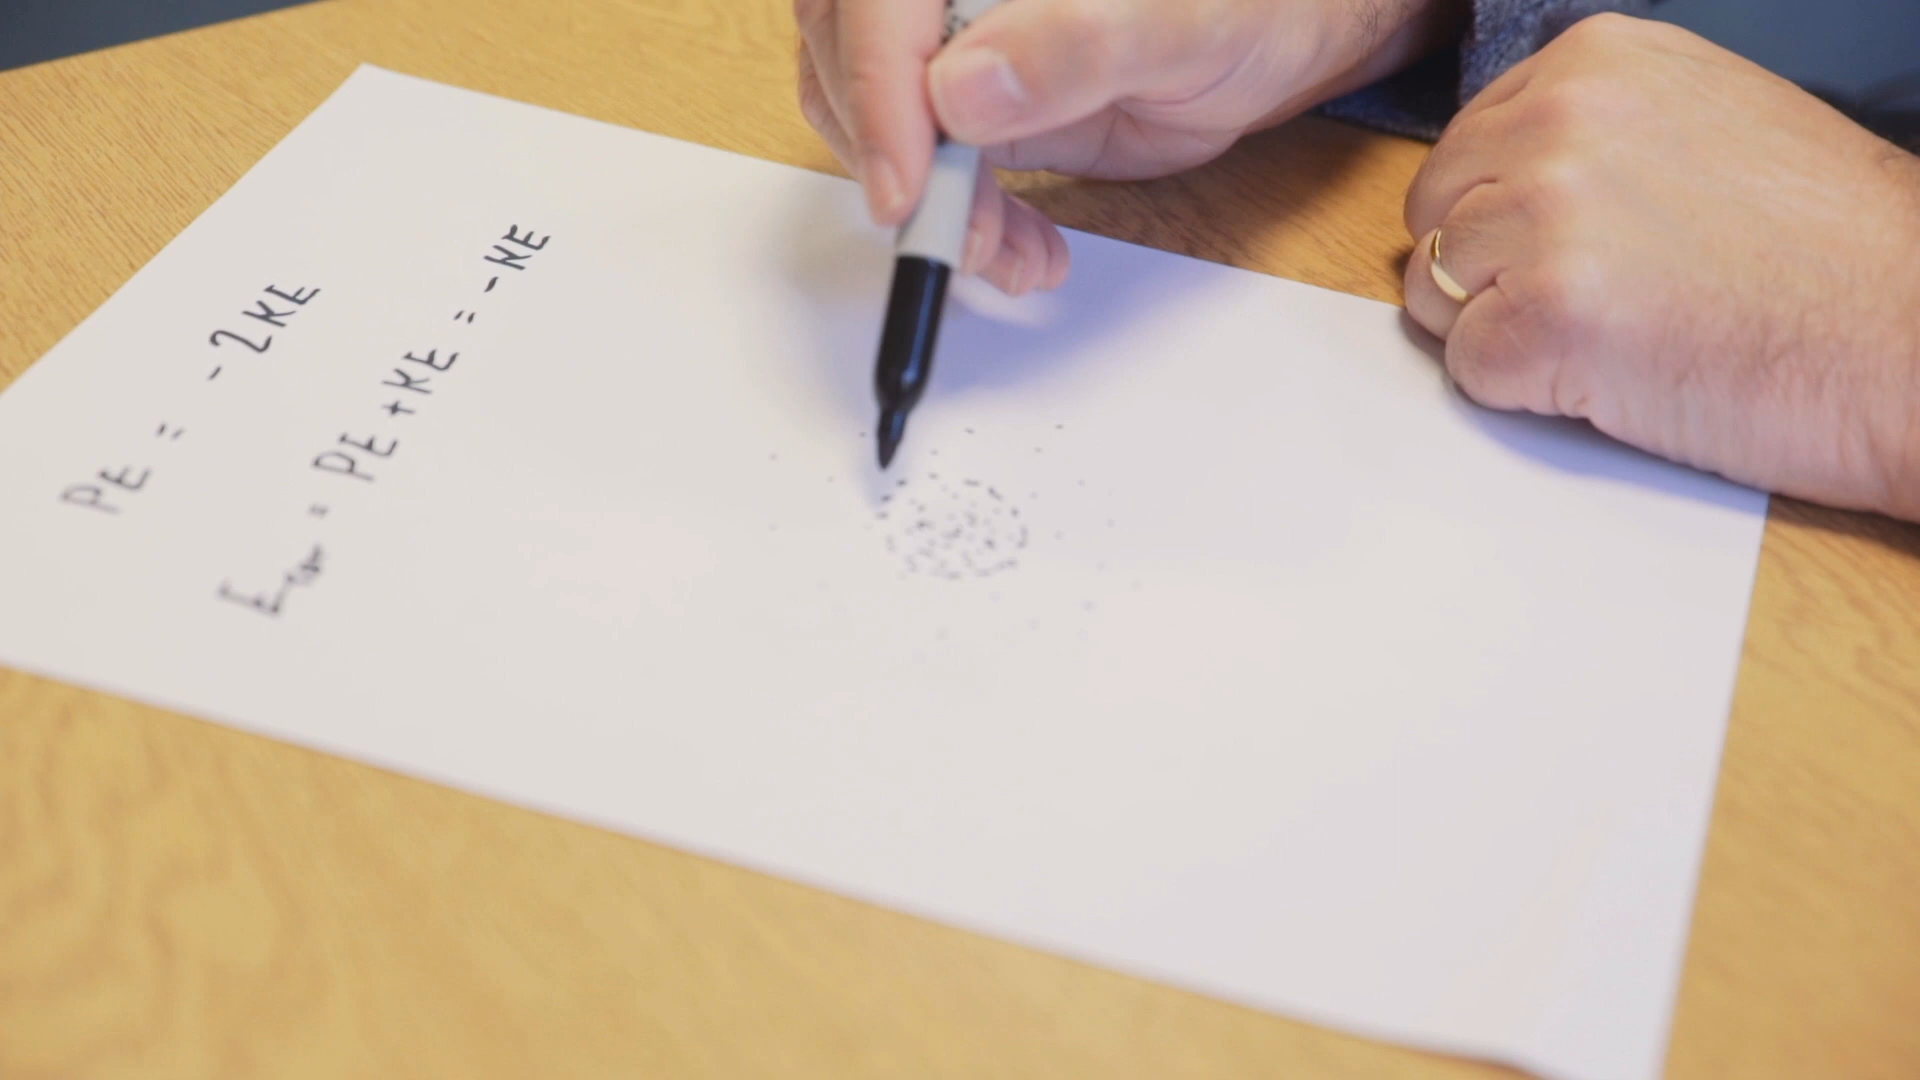 PE = - 2KE
E = PE + KE = - KE